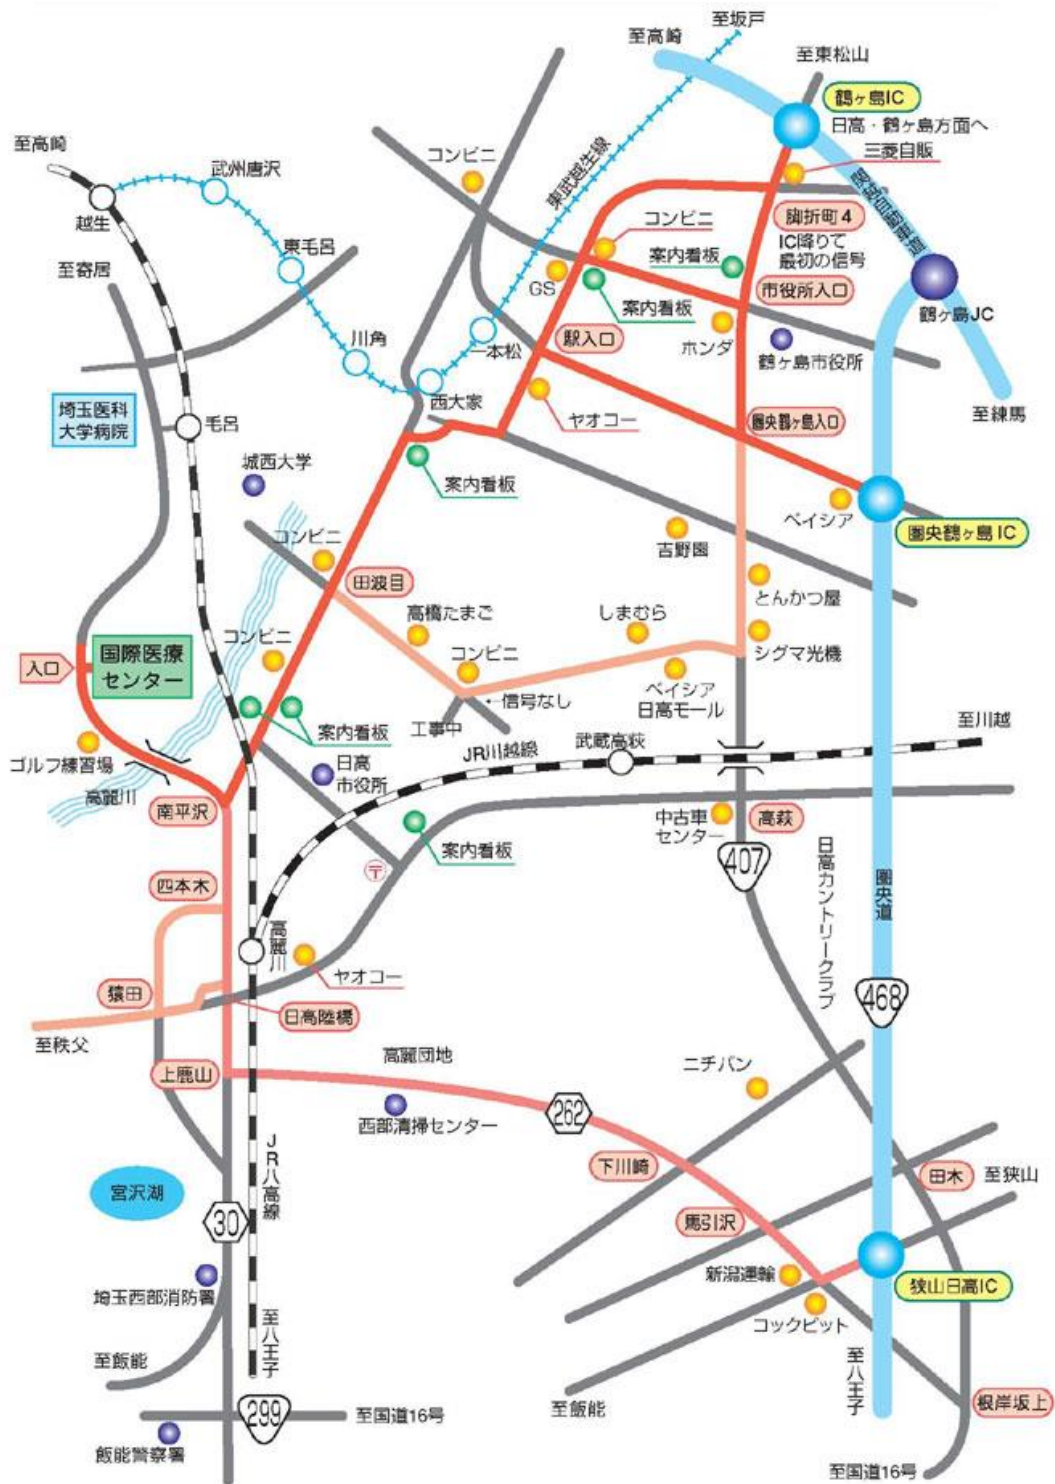 至坂戸
至高崎
至東松山
鶴ヶ島IC
日高・鶴ヶ島方面へ
三菱自販
関越自動車道
至高崎
武州唐沢
コンビニ
東武越生線
越生
コンビニ
脚折町4
IC降りて
最初の信号
東毛呂
案内看板
至寄居
GS
案内看板
市役所入口
鶴ヶ島JC
川角
一本松
駅入口
ホンダ
鶴ヶ島市役所
西大家
ヤオコー
至練馬
埼玉医科
大学病院
毛呂
圏央鶴ヶ島入口
城西大学
案内看板
ベイシア
圏央鶴ヶ島IC
吉野園
コンビニ
田波目
とんかつ屋
高橋たまご
しまむら
コンビニ
シグマ光機
入口
国際医療
センター
コンビニ
←信号なし
ベイシア
日高モール
工事中
案内看板
至川越
武蔵高萩
JR川越線
ゴルフ練習場
日高
市役所
高麗川
南平沢
中古車
センター
高萩
案内看板
407
〒
日高カントリークラブ
圏央道
四本木
高麗川
ヤオコー
468
猿田
日高陸橋
至秩父
高麗団地
ニチバン
上鹿山
262
西部清掃センター
JR八高線
下川崎
田木
至狭山
宮沢湖
馬引沢
30
新潟運輸
狭山日高IC
埼玉西部消防署
コックピット
至八王子
至飯能
至八王子
299
至国道16号
至飯能
根岸坂上
飯能警察署
至国道16号